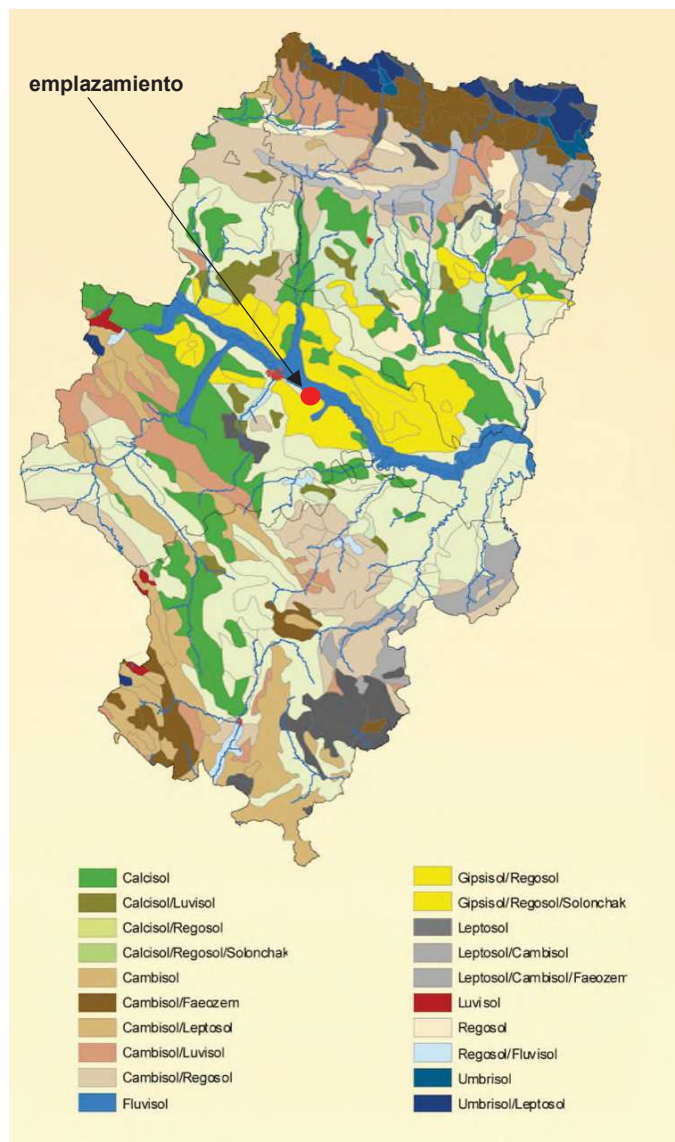 emplazamiento
Calcisol
Calcisol/Luvisol
Calcisol/Regosol
Calcisol/Regosol/Solonchak
Cambisol
Cambisol/Faeozem
Cambisol/Leptosol
Cambisol/Luvisol
Cambisol/Regosol
Fluvisol
Gipsisol/Regosol
Gipsisol/Regosol/Solonchak
Leptosol
Leptosol/Cambisol
Leptosol/Cambisol/Faeozem
Luvisol
Regosol
Regosol/Fluvisol
Umbrisol
Umbrisol/Leptosol